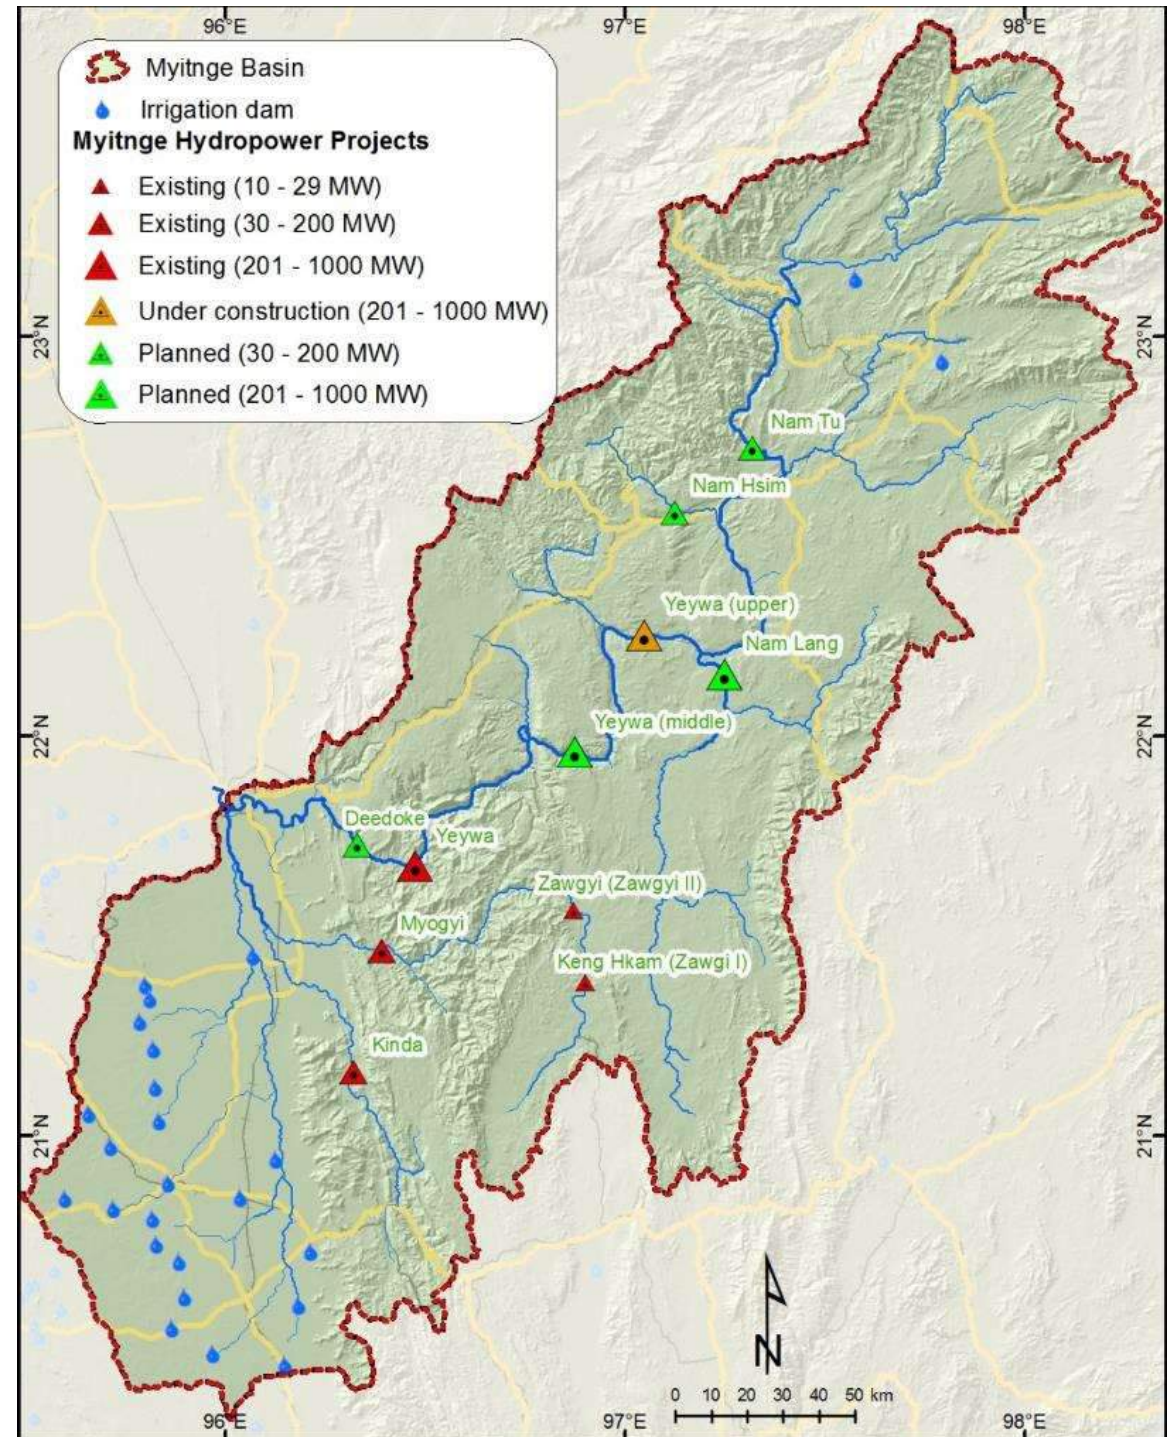 96°E
97°E
98°E
Myitnge Basin
Irrigation dam
Myitnge Hydropower Projects
Existing (10 - 29 MW)
Existing (30 - 200 MW)
Existing (201 - 1000 MW)
Under construction (201 - 1000 MW)
Planned (30 - 200 MW)
Planned (201 - 1000 MW)
23°N
23°N
Nam Tu
Nam Hsim
Yeywa (upper)
Nam Lang
Yeywa (middle)
22°N
22°N
Deedoke
Yeywa
Zawgyi (Zawgyi II)
Myogyi
Keng Hkam (Zawgi I)
Kinda
21°N
21°N
N
0 10 20 30 40 50 km
96°E
97°E
98°E